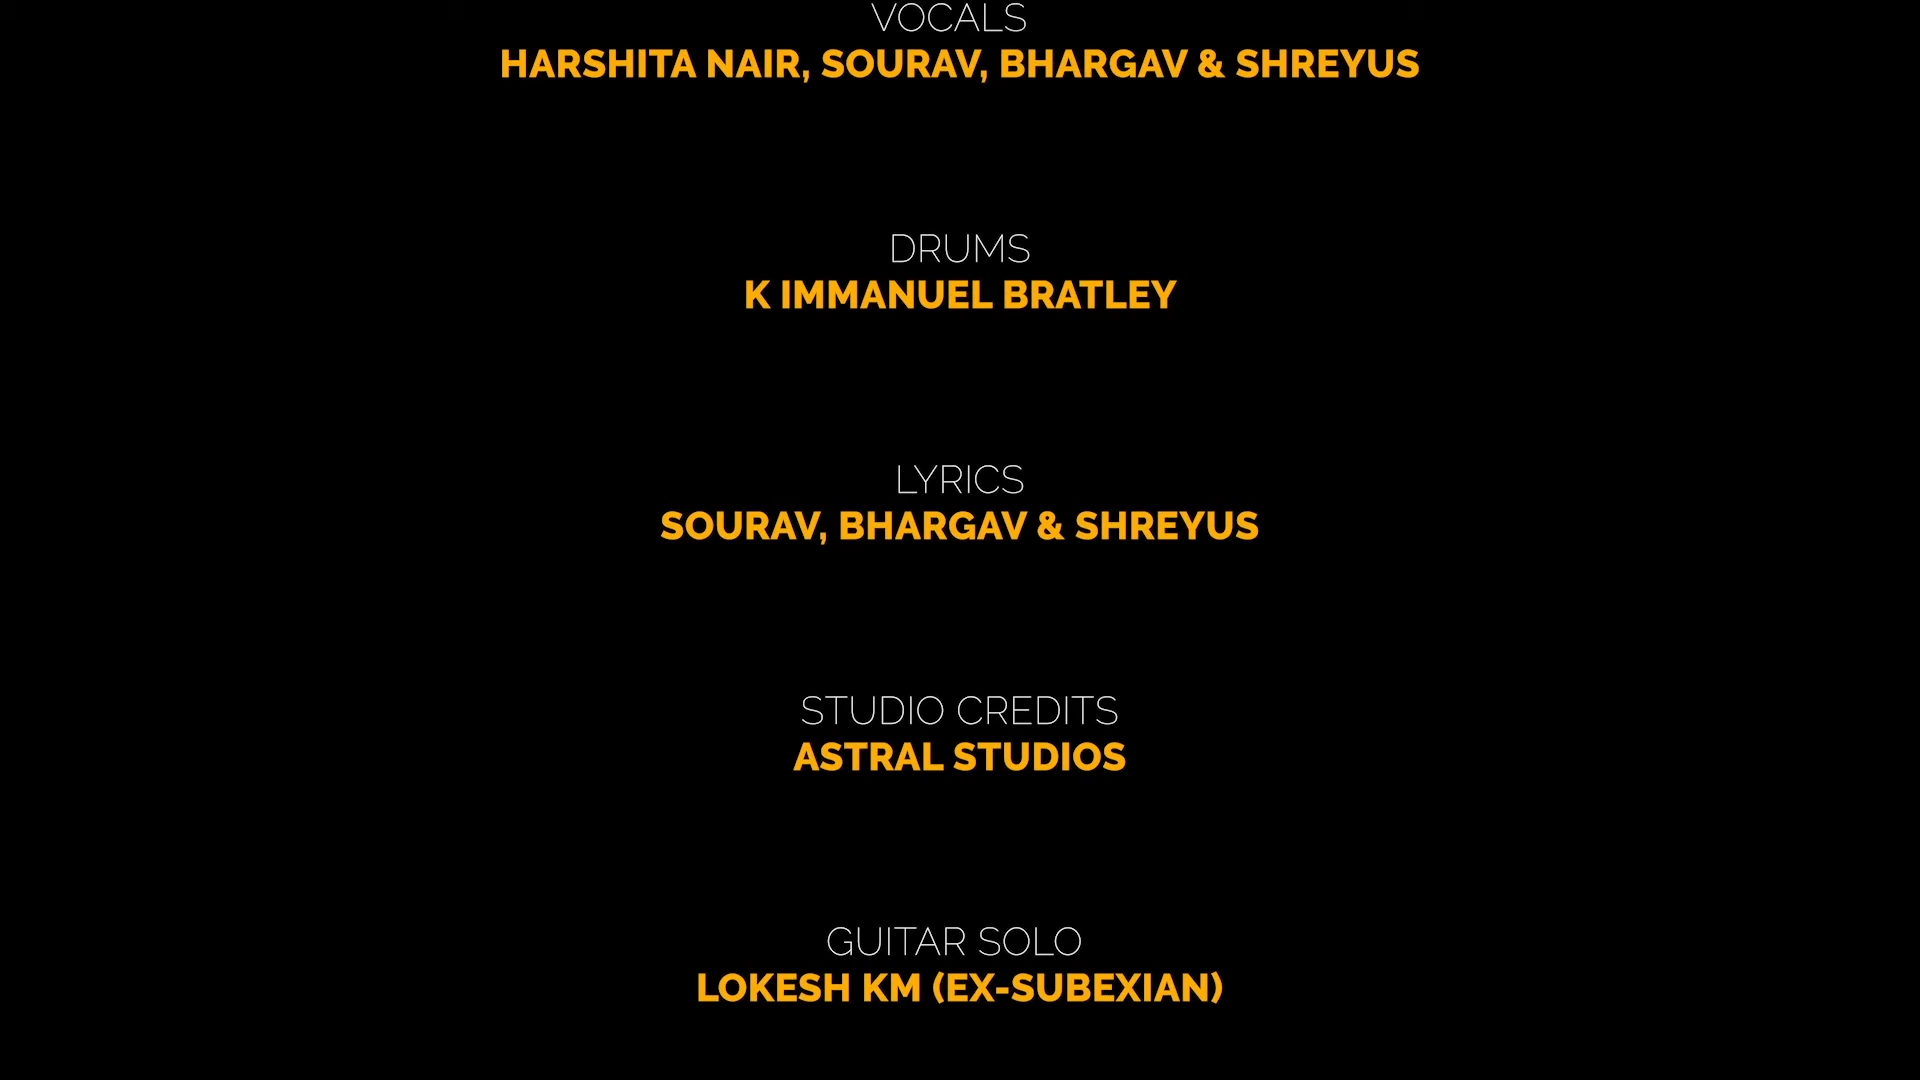 VOCALS
HARSHITA NAIR, SOURAV, BHARGAV & SHREYUS
DRUMS
K IMMANUEL BRATLEY
LYRICS
SOURAV, BHARGAV & SHREYUS
STUDIO CREDITS
ASTRAL STUDIOS
GUITAR SOLO
LOKESH KM (EX-SUBEXIAN)